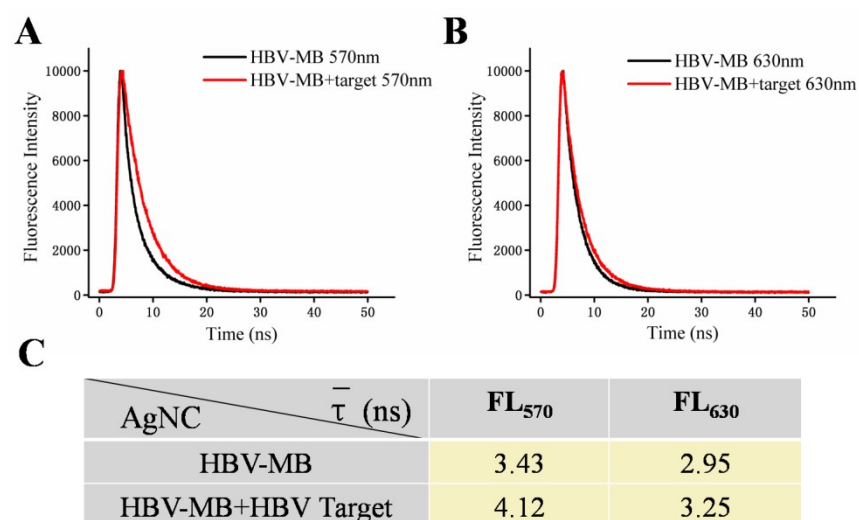 A
HBV-MB 570nm
HBV-MB+target 570nm
Fluorescence Intensity
10000
8000
6000
4000
2000
0
0 10 20 30 40 50
Time (ns)
B
HBV-MB 630nm
HBV-MB+target 630nm
Fluorescence Intensity
10000
8000
6000
4000
2000
0
0 10 20 30 40 50
Time (ns)
C
AgNC τ̅ (ns) FL₅₇₀ FL₆₃₀
HBV-MB 3.43 2.95
HBV-MB+HBV Target 4.12 3.25